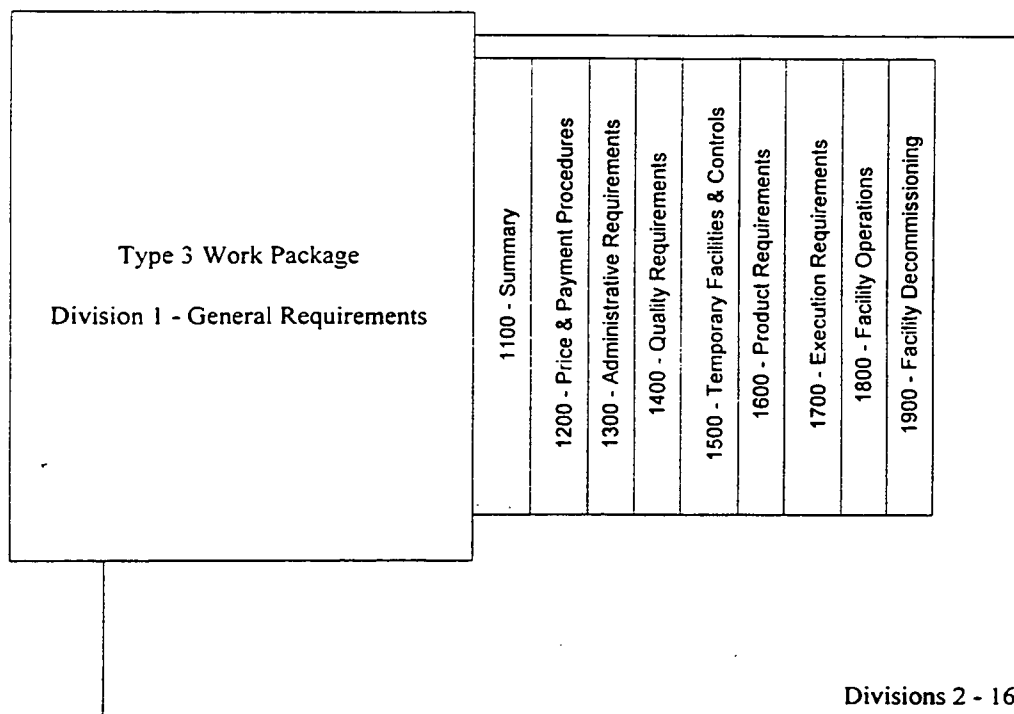 Type 3 Work Package
Division 1 - General Requirements
1100 - Summary
1200 - Price & Payment Procedures
1300 - Administrative Requirements
1400 - Quality Requirements
1500 - Temporary Facilities & Controls
1600 - Product Requirements
1700 - Execution Requirements
1800 - Facility Operations
1900 - Facility Decommissioning
Divisions 2 - 16